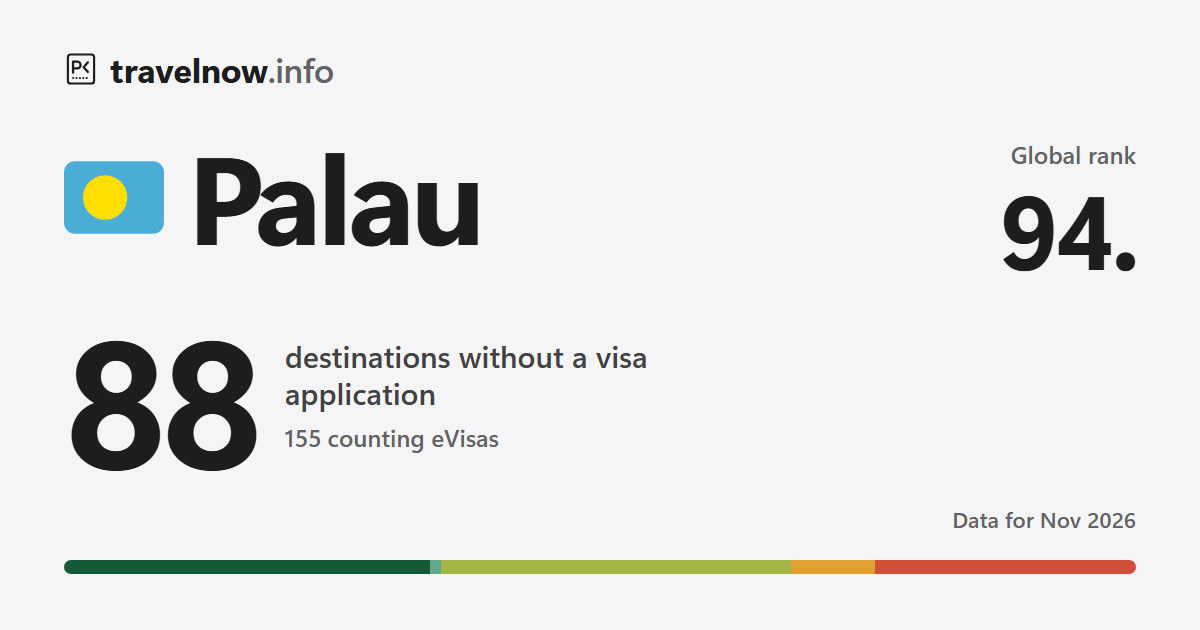 travelnow.info
Palau
Global rank
94.
88
destinations without a visa
application
155 counting eVisas
Data for Nov 2026